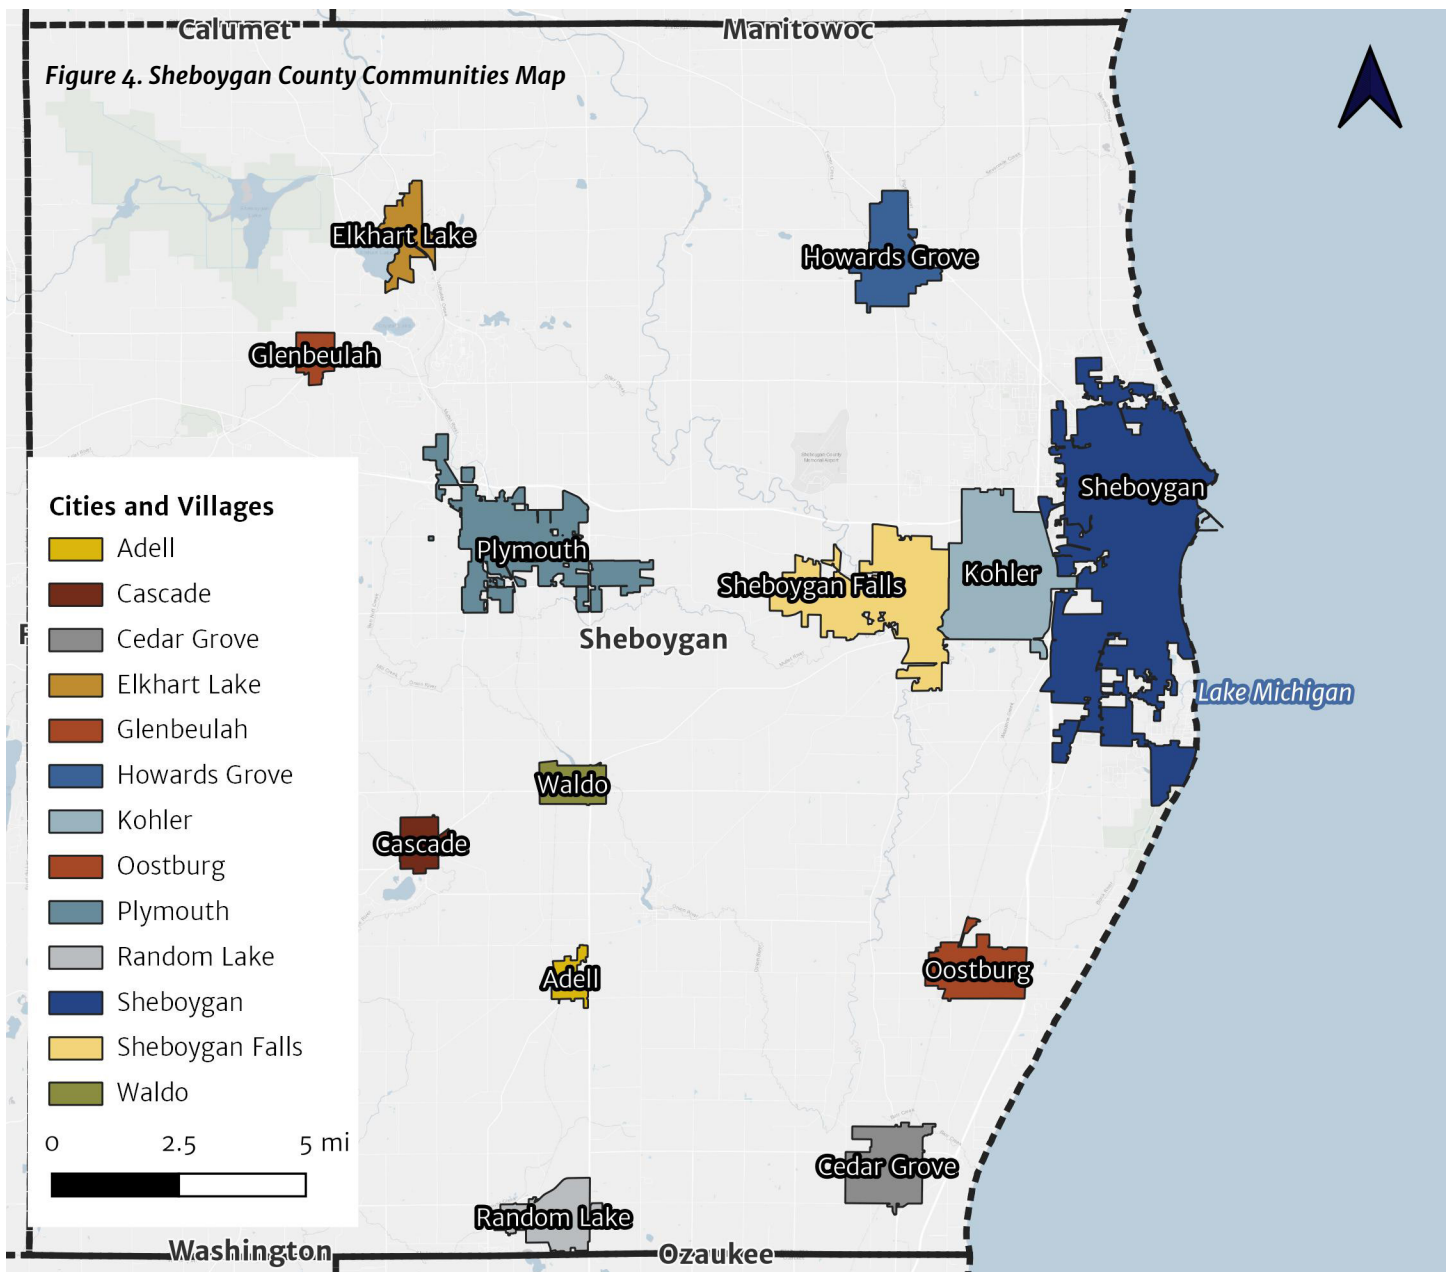 Calumet
Manitowoc
Figure 4. Sheboygan County Communities Map
Elkhart Lake
Howards Grove
Glenbeulah
Sheboygan
Plymouth
Sheboygan Falls
Kohler
Sheboygan
Lake Michigan
Waldo
Cascade
Adell
Oostburg
Cedar Grove
Random Lake
Washington
Ozaukee
Cities and Villages
Adell
Cascade
Cedar Grove
Elkhart Lake
Glenbeulah
Howards Grove
Kohler
Oostburg
Plymouth
Random Lake
Sheboygan
Sheboygan Falls
Waldo
0 2.5 5 mi